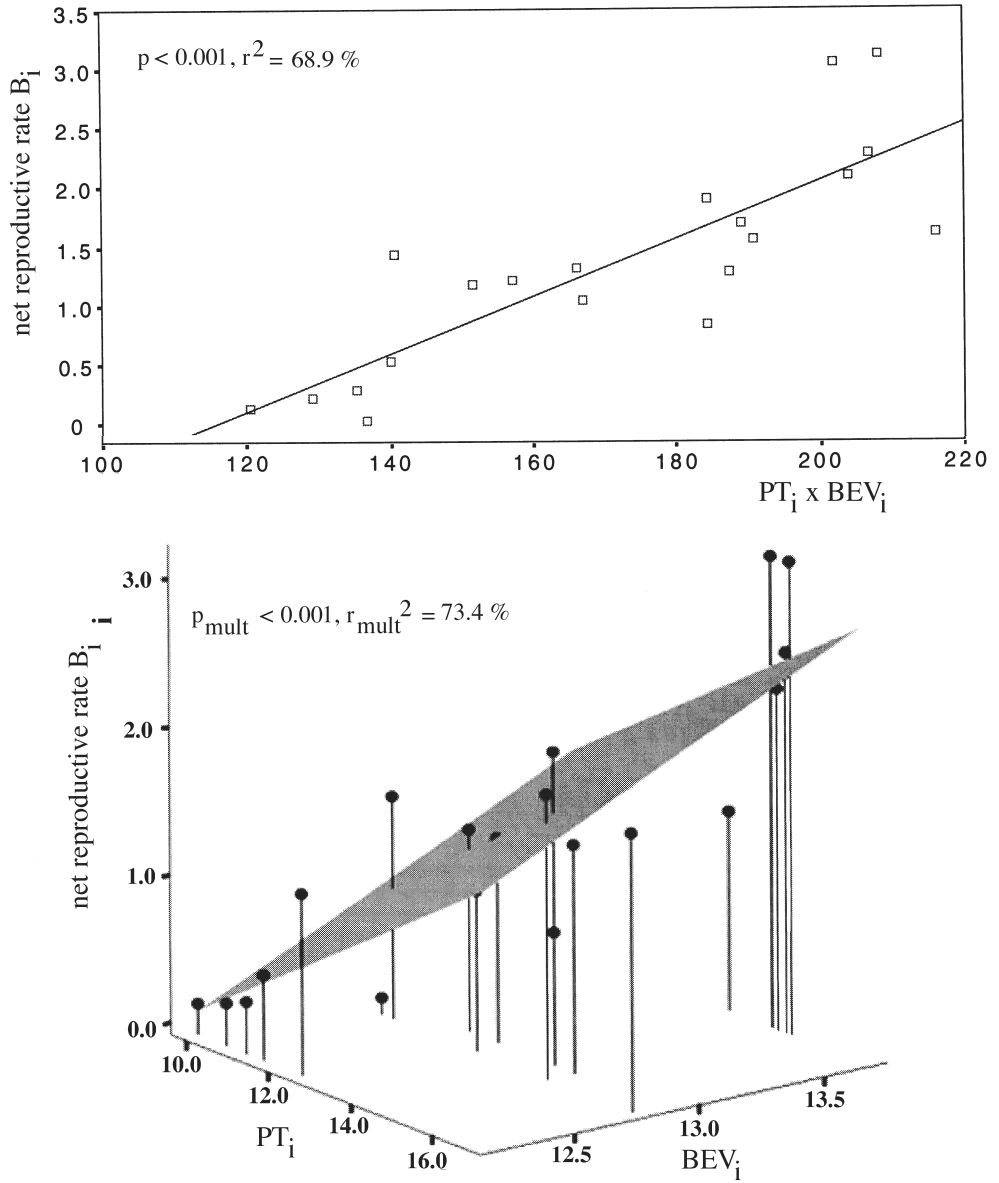 3.5
p < 0.001, r2 = 68.9 %
3.0
2.5
2.0
1.5
1.0
0.5
0
net reproductive rate Bi
100 120 140 160 180 200 220
PTi x BEVi
3.0
pmult < 0.001, rmult2 = 73.4 %
2.0
1.0
0.0
net reproductive rate Bi i
10.0 12.0 14.0 16.0
PTi
12.5 13.0 13.5
BEVi